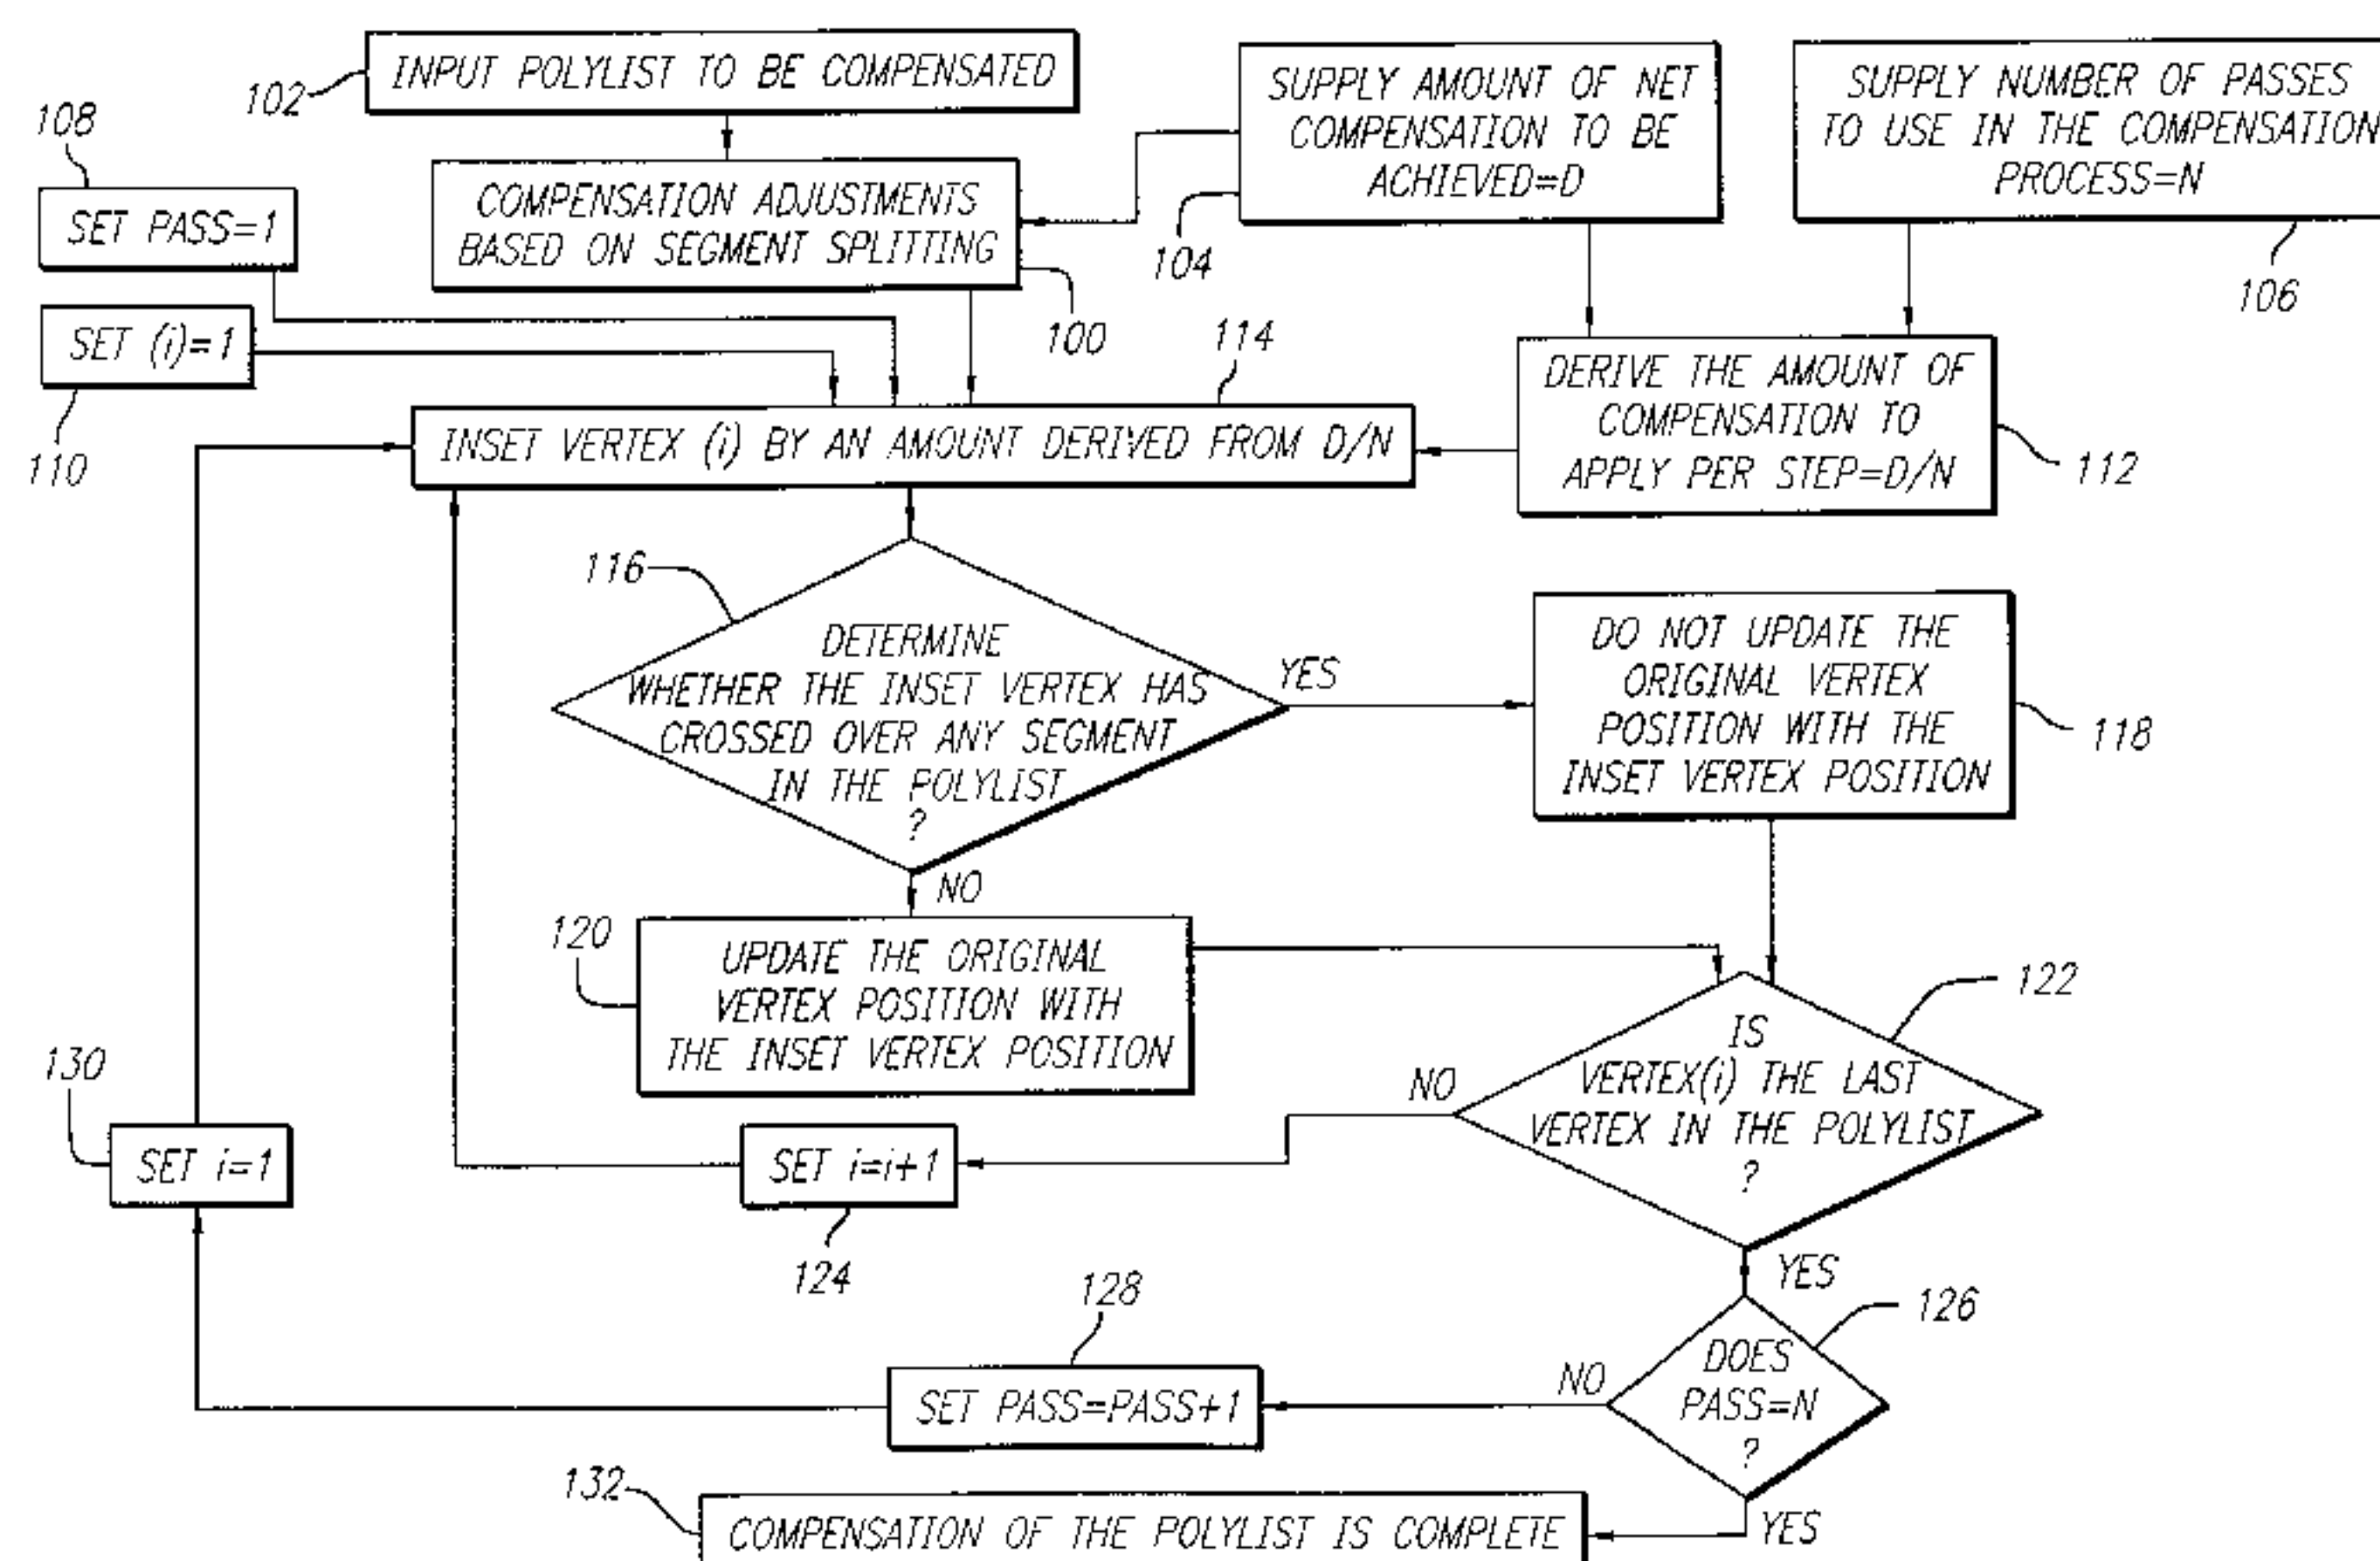 INPUT POLYLIST TO BE COMPENSATED
102
SUPPLY AMOUNT OF NET
COMPENSATION TO BE
ACHIEVED=D
104
SUPPLY NUMBER OF PASSES
TO USE IN THE COMPENSATION
PROCESS=N
106
108
SET PASS=1
COMPENSATION ADJUSTMENTS
BASED ON SEGMENT SPLITTING
100
SET (i)=1
110
114
INSET VERTEX (i) BY AN AMOUNT DERIVED FROM D/N
DERIVE THE AMOUNT OF
COMPENSATION TO
APPLY PER STEP=D/N
112
116
DETERMINE
WHETHER THE INSET VERTEX HAS
CROSSED OVER ANY SEGMENT
IN THE POLYLIST
?
YES
DO NOT UPDATE THE
ORIGINAL VERTEX
POSITION WITH THE
INSET VERTEX POSITION
118
NO
120
UPDATE THE ORIGINAL
VERTEX POSITION WITH
THE INSET VERTEX POSITION
122
IS
VERTEX(i) THE LAST
VERTEX IN THE POLYLIST
?
NO
130
SET i=1
SET i=i+1
124
YES
126
DOES
PASS=N
?
NO
128
SET PASS=PASS+1
YES
132
COMPENSATION OF THE POLYLIST IS COMPLETE